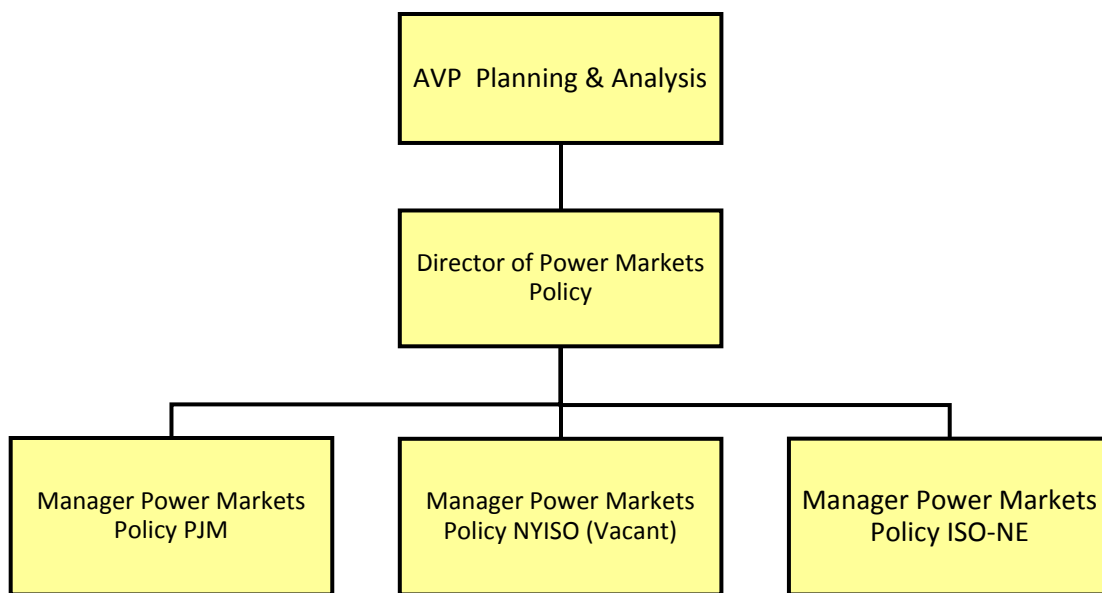 AVP  Planning & Analysis
Director of Power Markets
Policy
Manager Power Markets
Policy PJM
Manager Power Markets
Policy NYISO (Vacant)
Manager Power Markets
Policy ISO-NE